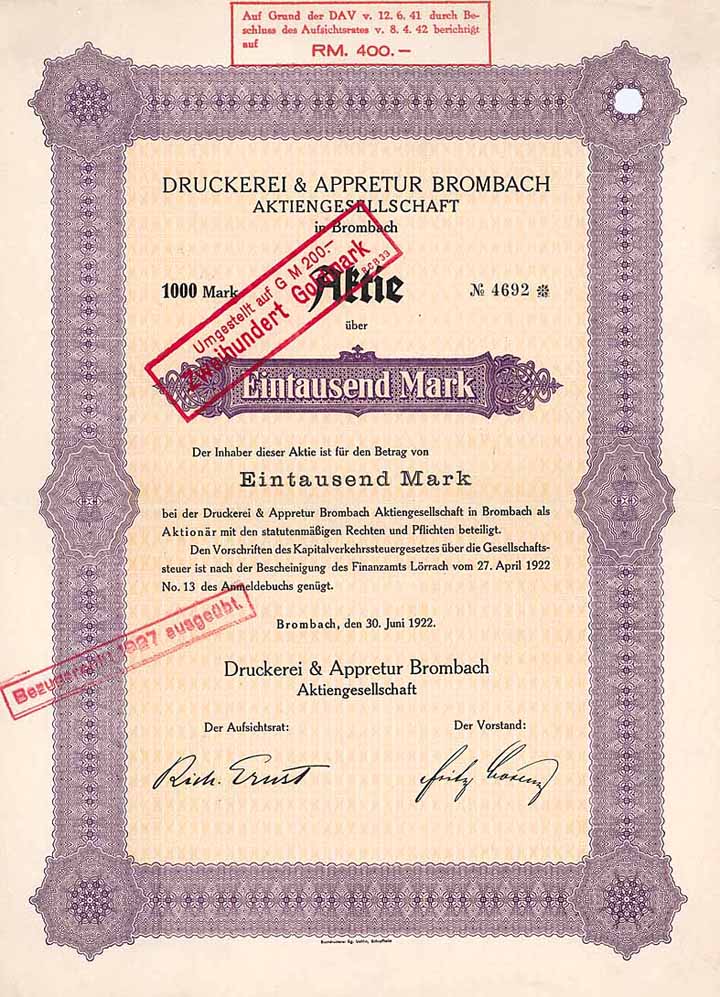 Auf Grund der DAV v. 12. 6. 41 durch Be-
schluss des Aufsichtsrates v. 8. 4. 42 berichtigt
auf RM. 400.–
DRUCKEREI & APPRETUR BROMBACH
AKTIENGESELLSCHAFT
in Brombach
Umgestellt auf G M 200.–
Zweihundert Goldmark
1000 Mark Aktie № 4692
über
Eintausend Mark
Der Inhaber dieser Aktie ist für den Betrag von
Eintausend Mark
bei der Druckerei & Appretur Brombach Aktiengesellschaft in Brombach als
Aktionär mit den statutenmäßigen Rechten und Pflichten beteiligt.
Den Vorschriften des Kapitalverkehrssteuergesetzes über die Gesellschafts-
steuer ist nach der Bescheinigung des Finanzamts Lörrach vom 27. April 1922
No. 13 des Anmeldebuchs genügt.
Bezugsrecht 1927 ausgeübt.
Brombach, den 30. Juni 1922.
Druckerei & Appretur Brombach
Aktiengesellschaft
Der Aufsichtsrat: Der Vorstand:
Rich. Ernst Fritz